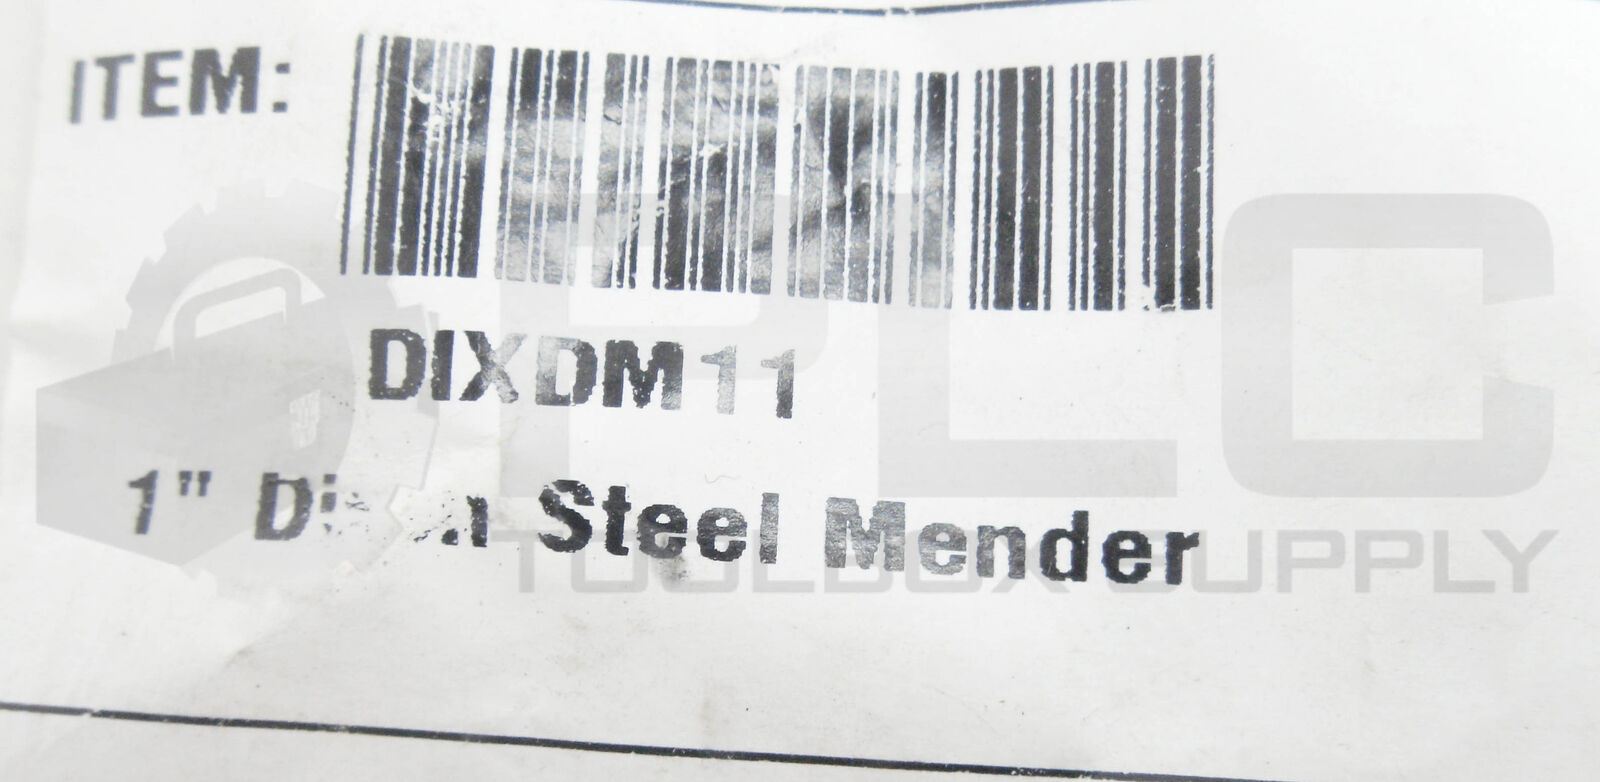 ITEM:
DIXDM11
1" Steel Mender
PLC
TOOLBOX SUPPLY